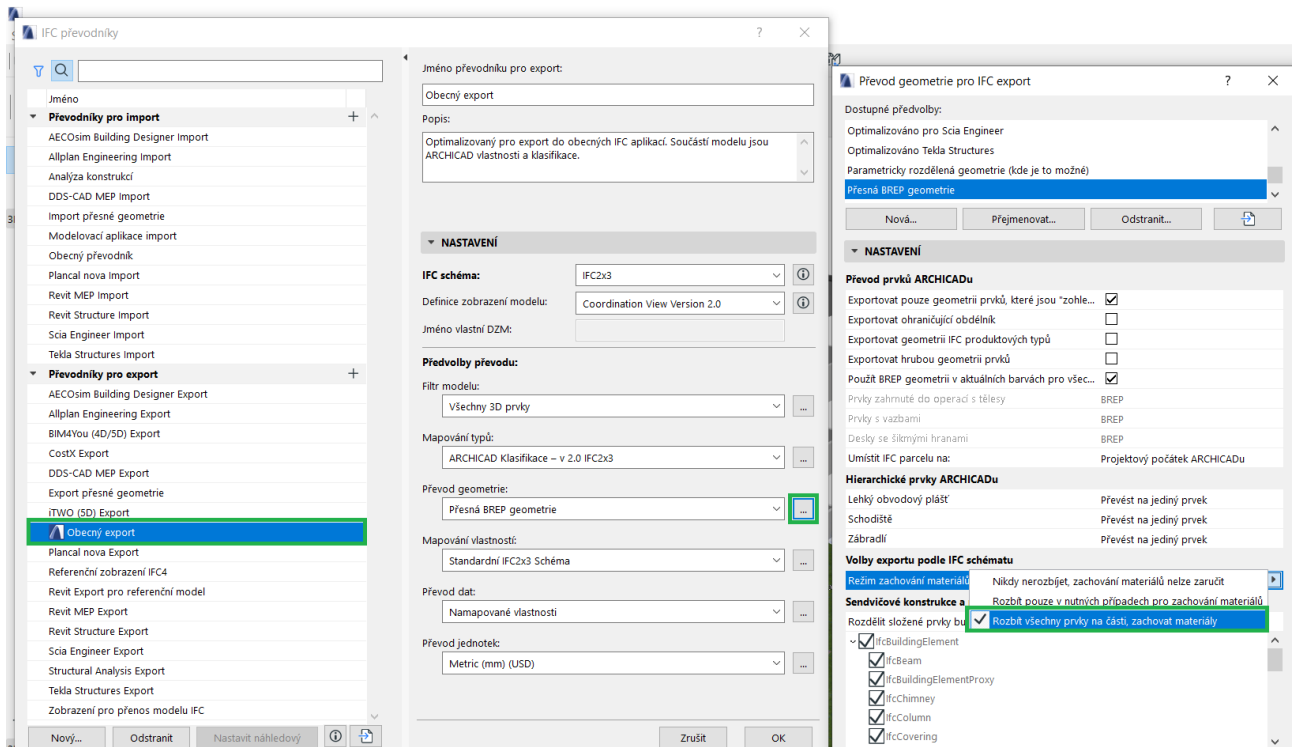 IFC převodníky
?
Jméno
Převodníky pro import
AECOsim Building Designer Import
Allplan Engineering Import
Analýza konstrukcí
DDS-CAD MEP Import
Import přesné geometrie
Modelovací aplikace import
Obecný převodník
Plancal nova Import
Revit MEP Import
Revit Structure Import
Scia Engineer Import
Tekla Structures Import
Převodníky pro export
AECOsim Building Designer Export
Allplan Engineering Export
BIM4You (4D/5D) Export
CostX Export
DDS-CAD MEP Export
Export přesné geometrie
iTWO (5D) Export
Obecný export
Plancal nova Export
Referenční zobrazení IFC4
Revit Export pro referenční model
Revit MEP Export
Revit Structure Export
Scia Engineer Export
Structural Analysis Export
Tekla Structures Export
Zobrazení pro přenos modelu IFC
Nový... Odstranit Nastavit náhledový
Jméno převodníku pro export:
Obecný export
Popis:
Optimalizovaný pro export do obecných IFC aplikací. Součástí modelu jsou
ARCHICAD vlastnosti a klasifikace.
NASTAVENÍ
IFC schéma: IFC2x3
Definice zobrazení modelu: Coordination View Version 2.0
Jméno vlastní DZM:
Předvolby převodu:
Filtr modelu:
Všechny 3D prvky ...
Mapování typů:
ARCHICAD Klasifikace – v 2.0 IFC2x3 ...
Převod geometrie:
Přesná BREP geometrie ...
Mapování vlastností:
Standardní IFC2x3 Schéma ...
Převod dat:
Namapované vlastnosti ...
Převod jednotek:
Metric (mm) (USD) ...
Zrušit OK
Převod geometrie pro IFC export
?
Dostupné předvolby:
Optimalizováno pro Scia Engineer
Optimalizováno Tekla Structures
Parametricky rozdělená geometrie (kde je to možné)
Přesná BREP geometrie
Nová... Přejmenovat... Odstranit...
NASTAVENÍ
Převod prvků ARCHICADu
Exportovat pouze geometrii prvků, které jsou "zohle...
Exportovat ohraničující obdélník
Exportovat geometrii IFC produktových typů
Exportovat hrubou geometrii prvků
Použít BREP geometrii v aktuálních barvách pro všec...
Prvky zahrnuté do operací s tělesy BREP
Prvky s vazbami BREP
Desky se šikmými hranami BREP
Umístit IFC parcelu na: Projektový počátek ARCHICADu
Hierarchické prvky ARCHICADu
Lehký obvodový plášť Převést na jediný prvek
Schodiště Převést na jediný prvek
Zábradlí Převést na jediný prvek
Volby exportu podle IFC schématu
Režim zachování materiálů
Nikdy nerozbíjet, zachování materiálů nelze zaručit
Sendvičové konstrukce a
Rozbít pouze v nutných případech pro zachování materiálů
Rozdělit složené prvky bu
Rozbít všechny prvky na části, zachovat materiály
IfcBuildingElement
IfcBeam
IfcBuildingElementProxy
IfcChimney
IfcColumn
IfcCovering